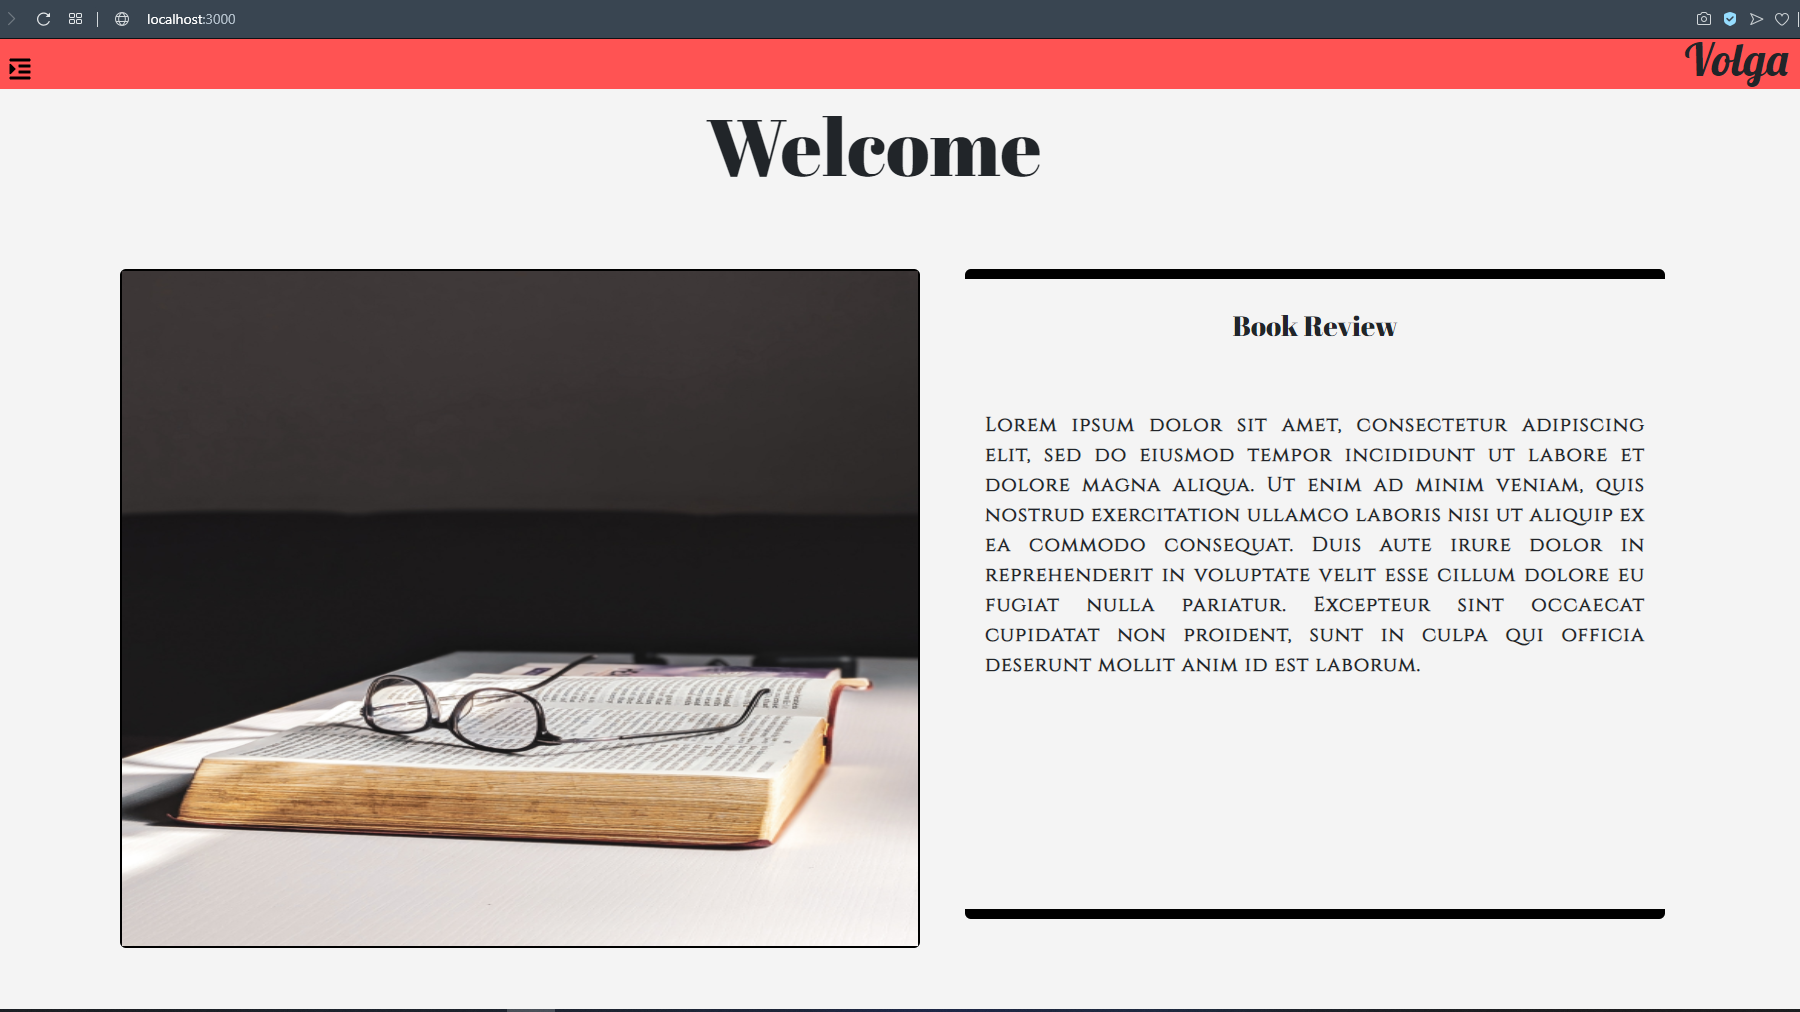 localhost:3000
Volga
Welcome
Book Review
Lorem ipsum dolor sit amet, consectetur adipiscing
elit, sed do eiusmod tempor incididunt ut labore et
dolore magna aliqua. Ut enim ad minim veniam, quis
nostrud exercitation ullamco laboris nisi ut aliquip ex
ea commodo consequat. Duis aute irure dolor in
reprehenderit in voluptate velit esse cillum dolore eu
fugiat nulla pariatur. Excepteur sint occaecat
cupidatat non proident, sunt in culpa qui officia
deserunt mollit anim id est laborum.